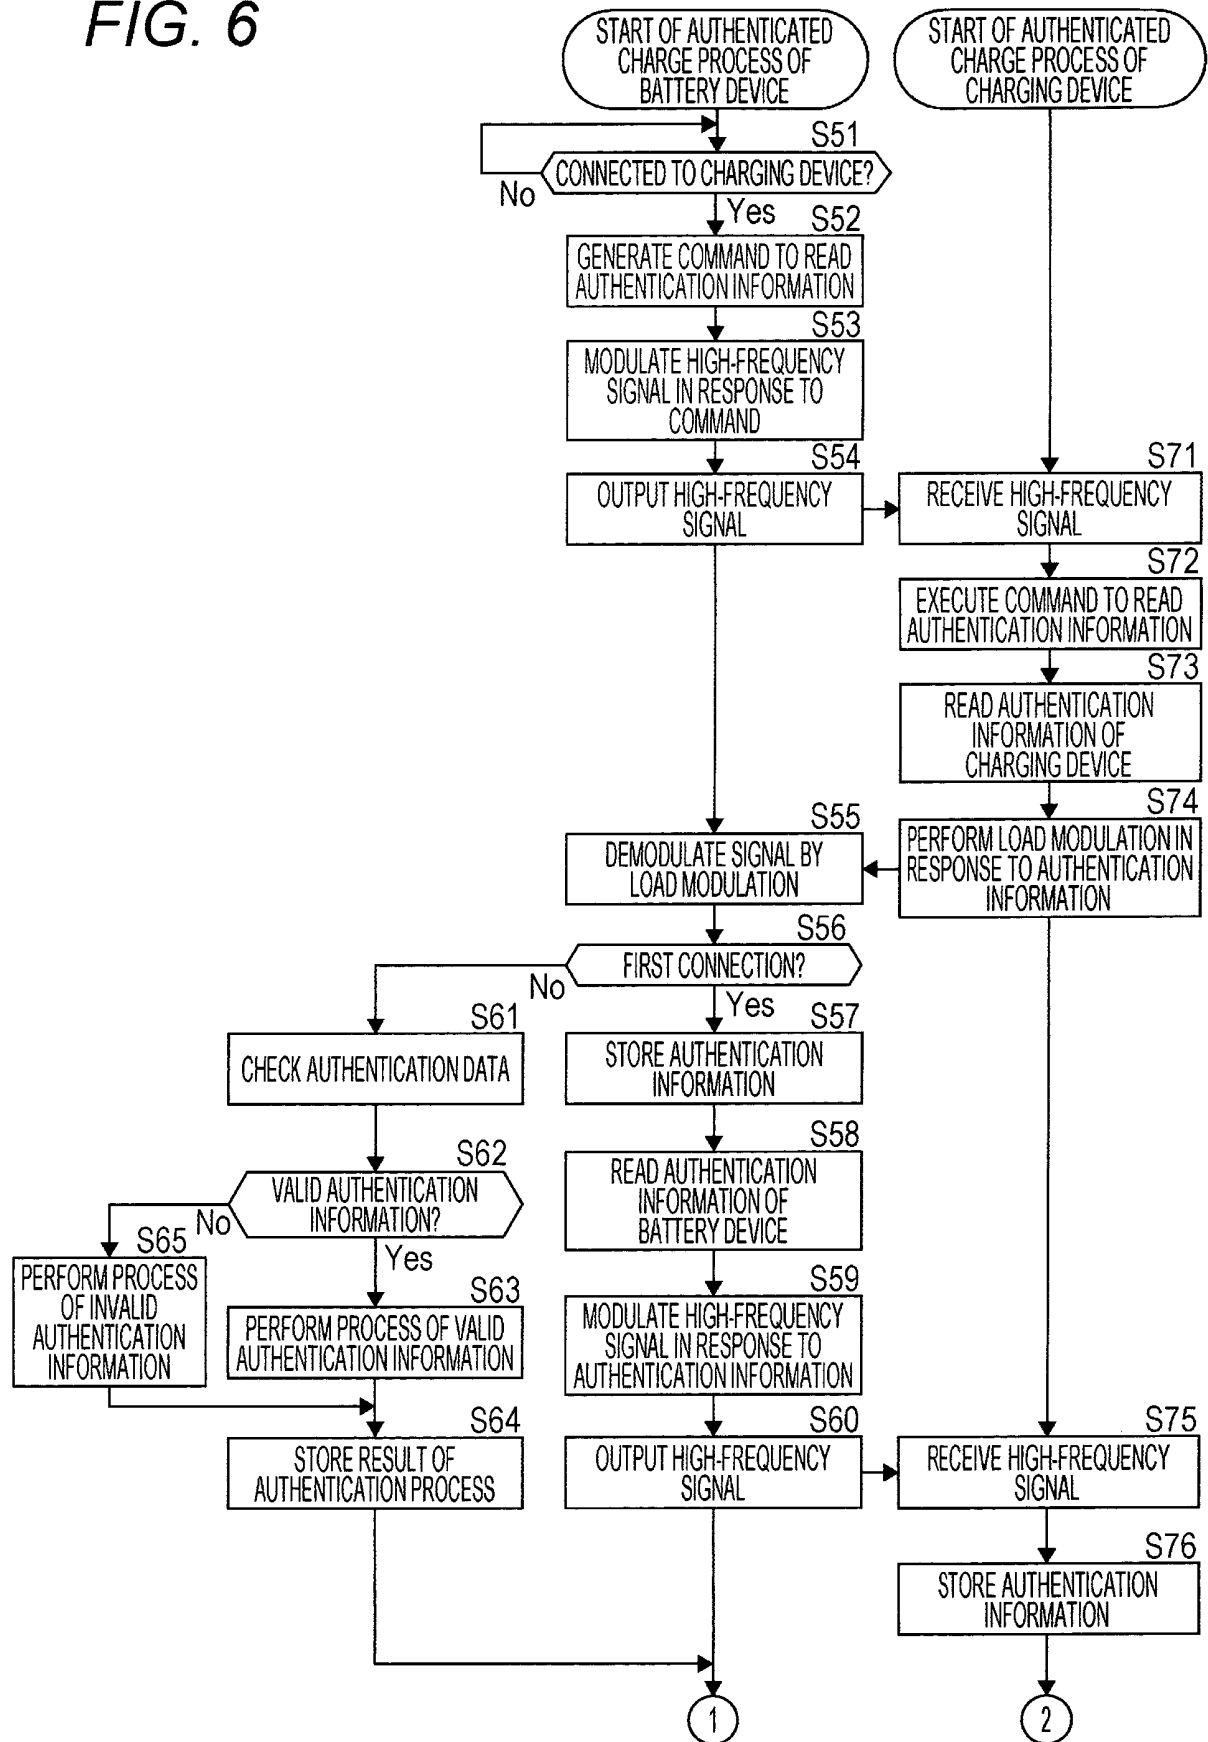 FIG. 6
START OF AUTHENTICATED
CHARGE PROCESS OF
BATTERY DEVICE
START OF AUTHENTICATED
CHARGE PROCESS OF
CHARGING DEVICE
S51
CONNECTED TO CHARGING DEVICE?
No
Yes
S52
GENERATE COMMAND TO READ
AUTHENTICATION INFORMATION
S53
MODULATE HIGH-FREQUENCY
SIGNAL IN RESPONSE TO
COMMAND
S54
OUTPUT HIGH-FREQUENCY
SIGNAL
S71
RECEIVE HIGH-FREQUENCY
SIGNAL
S72
EXECUTE COMMAND TO READ
AUTHENTICATION INFORMATION
S73
READ AUTHENTICATION
INFORMATION OF
CHARGING DEVICE
S74
PERFORM LOAD MODULATION IN
RESPONSE TO AUTHENTICATION
INFORMATION
S55
DEMODULATE SIGNAL BY
LOAD MODULATION
S56
FIRST CONNECTION?
No
Yes
S61
CHECK AUTHENTICATION DATA
S57
STORE AUTHENTICATION
INFORMATION
S62
VALID AUTHENTICATION
INFORMATION?
No
Yes
S58
READ AUTHENTICATION
INFORMATION OF
BATTERY DEVICE
S65
PERFORM PROCESS
OF INVALID
AUTHENTICATION
INFORMATION
S63
PERFORM PROCESS OF VALID
AUTHENTICATION INFORMATION
S59
MODULATE HIGH-FREQUENCY
SIGNAL IN RESPONSE TO
AUTHENTICATION INFORMATION
S64
STORE RESULT OF
AUTHENTICATION PROCESS
S60
OUTPUT HIGH-FREQUENCY
SIGNAL
S75
RECEIVE HIGH-FREQUENCY
SIGNAL
S76
STORE AUTHENTICATION
INFORMATION
1
2